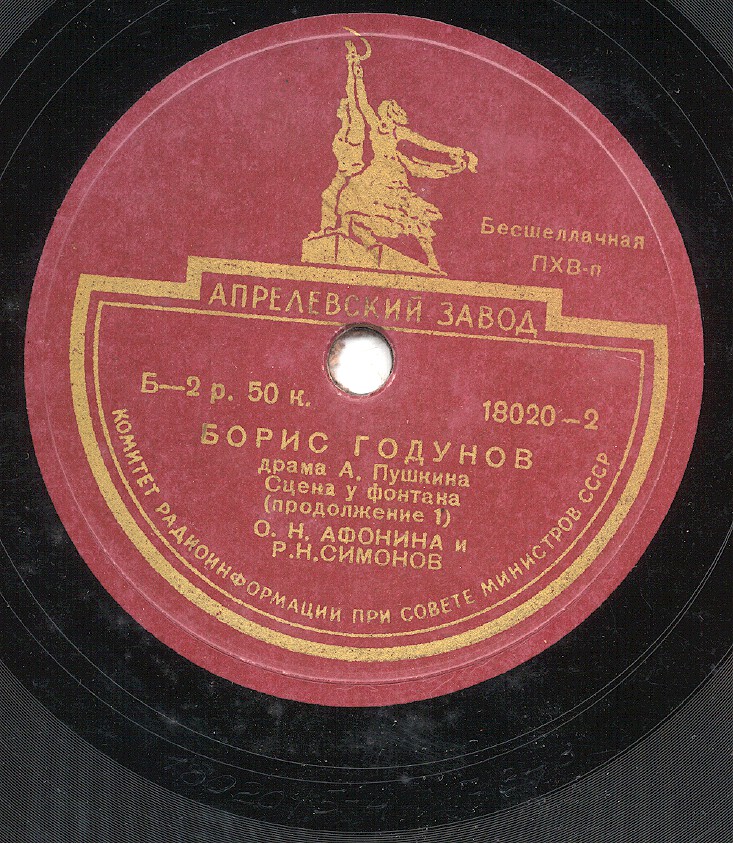 Бесшеллачная
ПХВ-п
АПРЕЛЕВСКИЙ ЗАВОД
Б—2 р. 50 к.
18020—2
БОРИС ГОДУНОВ
драма А. Пушкина
Сцена у фонтана
(продолжение 1)
О. Н. АФОНИНА и
Р.Н.СИМОНОВ
КОМИТЕТ РАДИОИНФОРМАЦИИ ПРИ СОВЕТЕ МИНИСТРОВ СССР